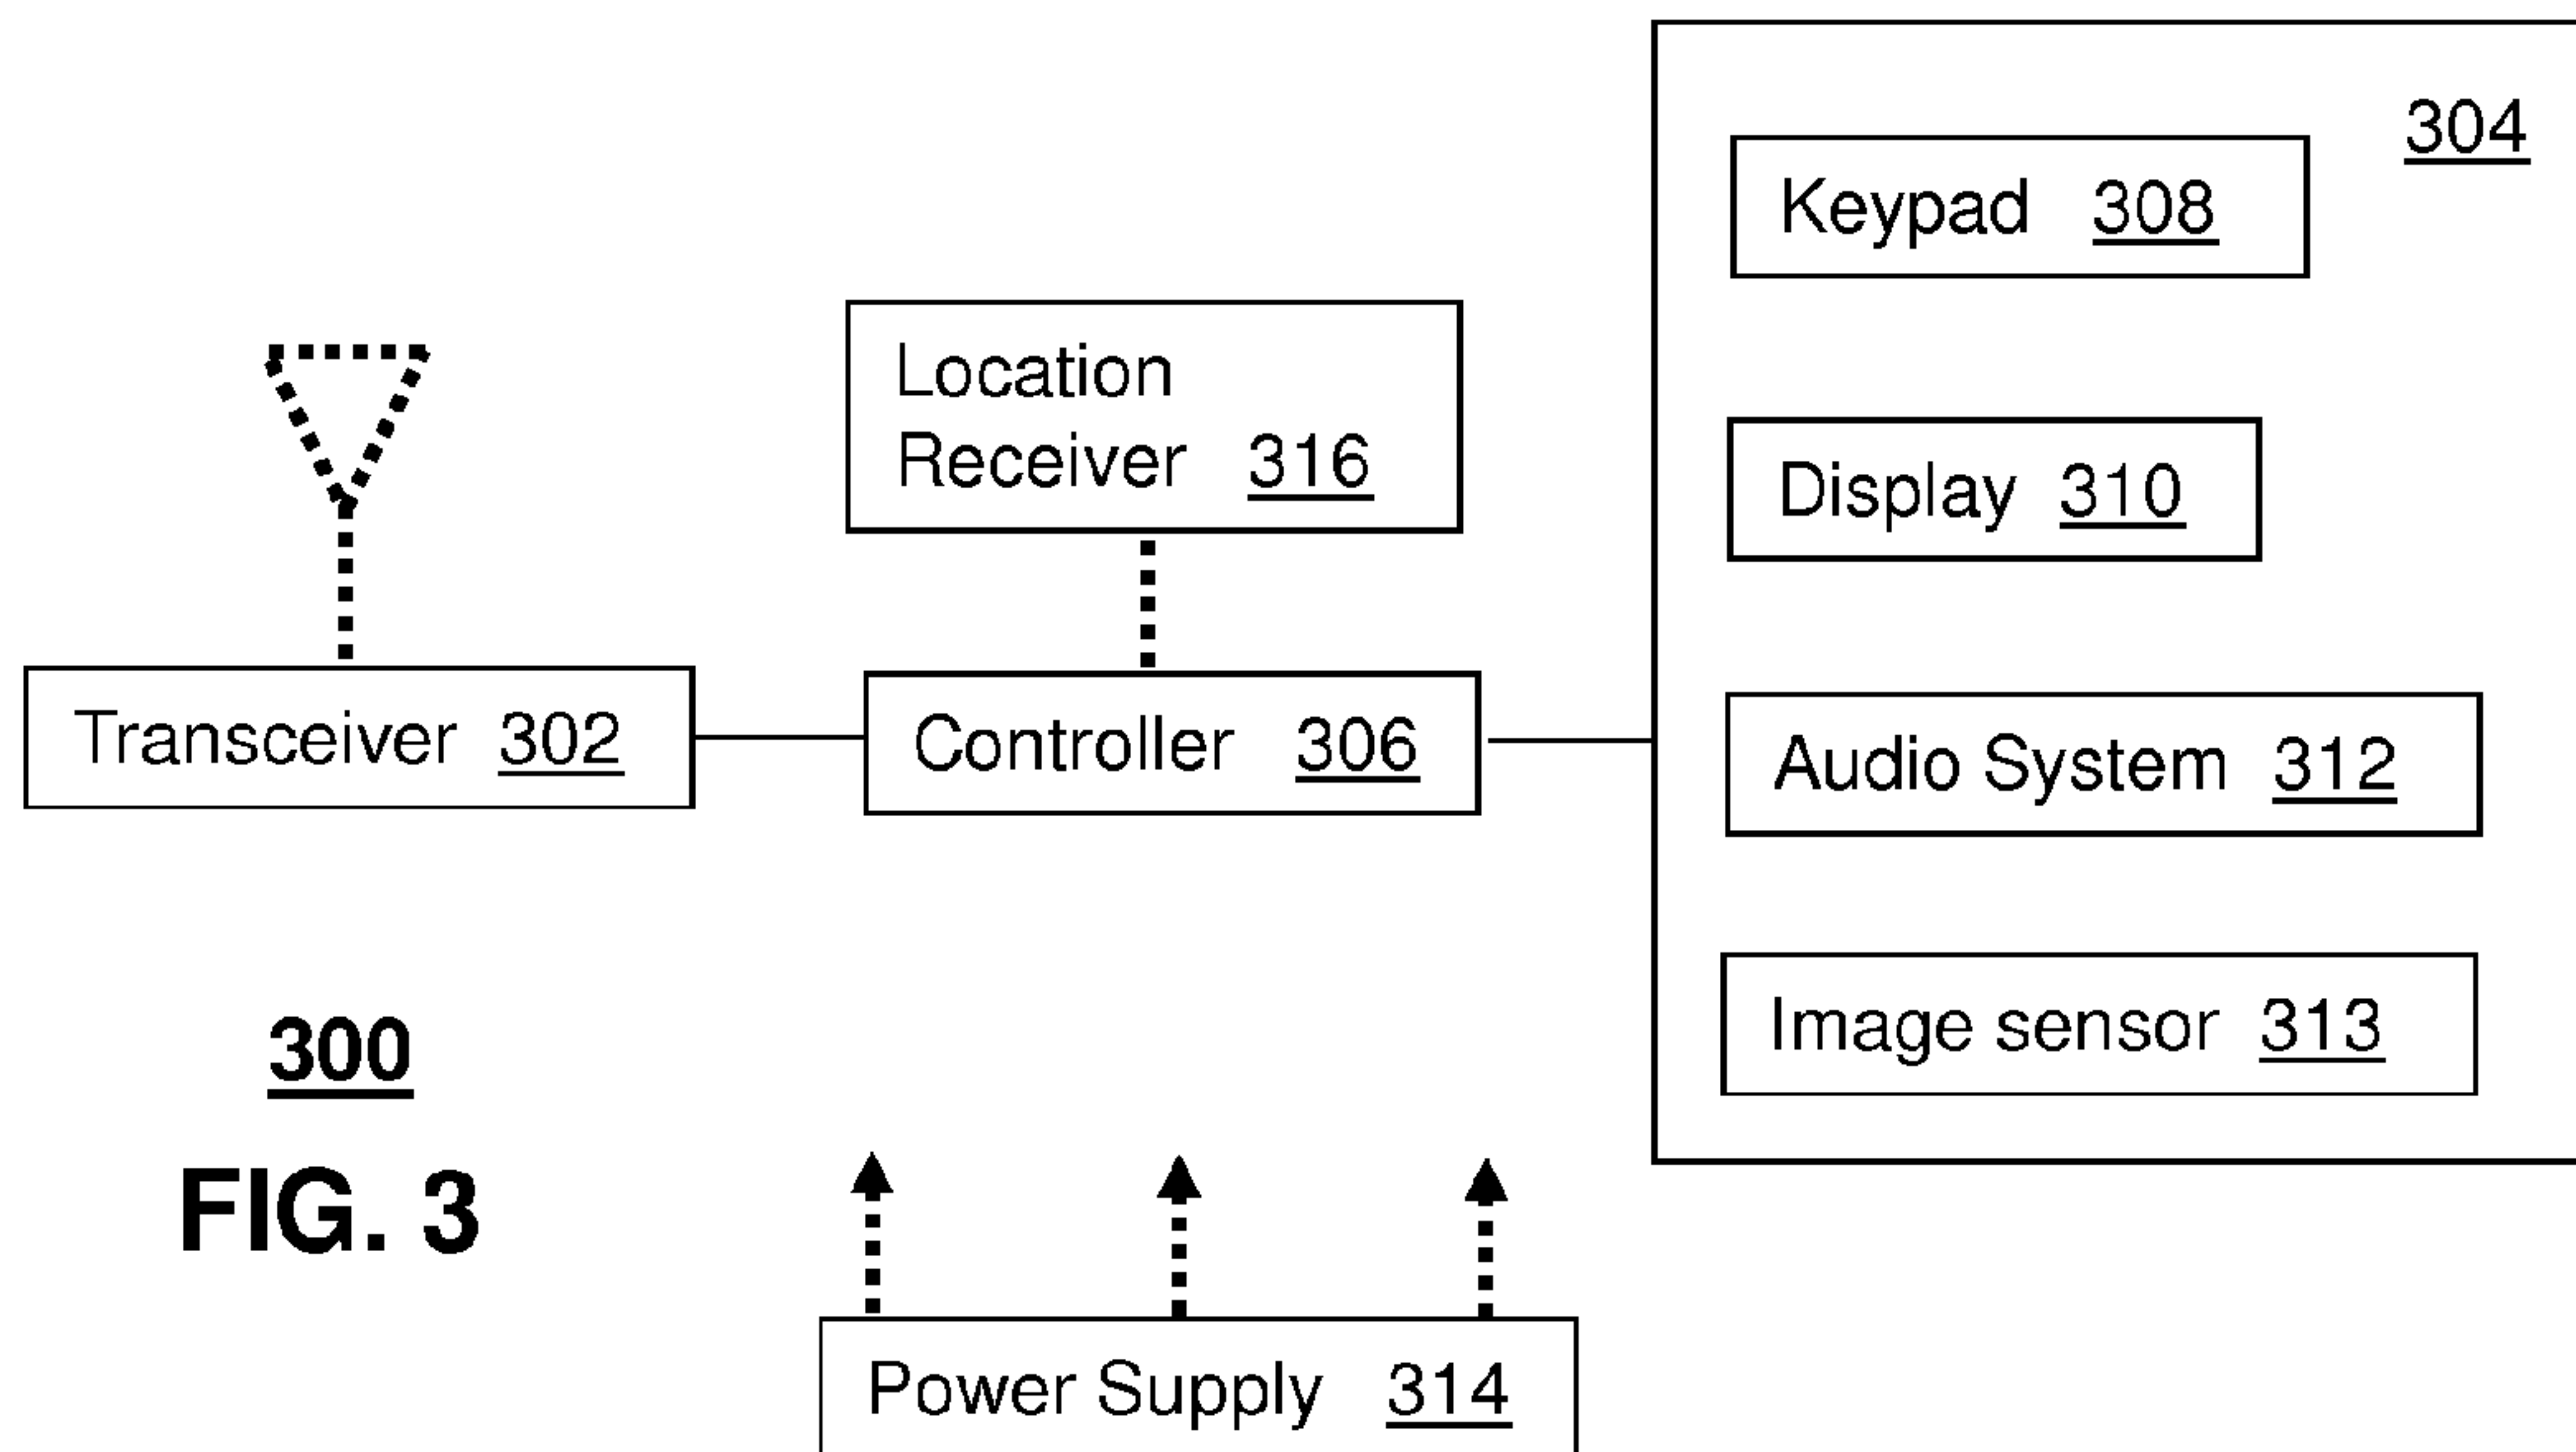 304
Keypad 308
Location
Receiver 316
Display 310
Transceiver 302
Controller 306
Audio System 312
Image sensor 313
300
FIG. 3
Power Supply 314